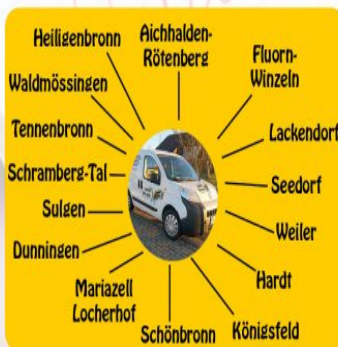 Heiligenbronn
Aichhalden-
Rötenberg
Fluorn-
Winzeln
Waldmössingen
Tennenbronn
Lackendorf
Schramberg-Tal
Seedorf
Sulgen
Weiler
Dunningen
Hardt
Mariazell
Locherhof
Schönbronn
Königsfeld